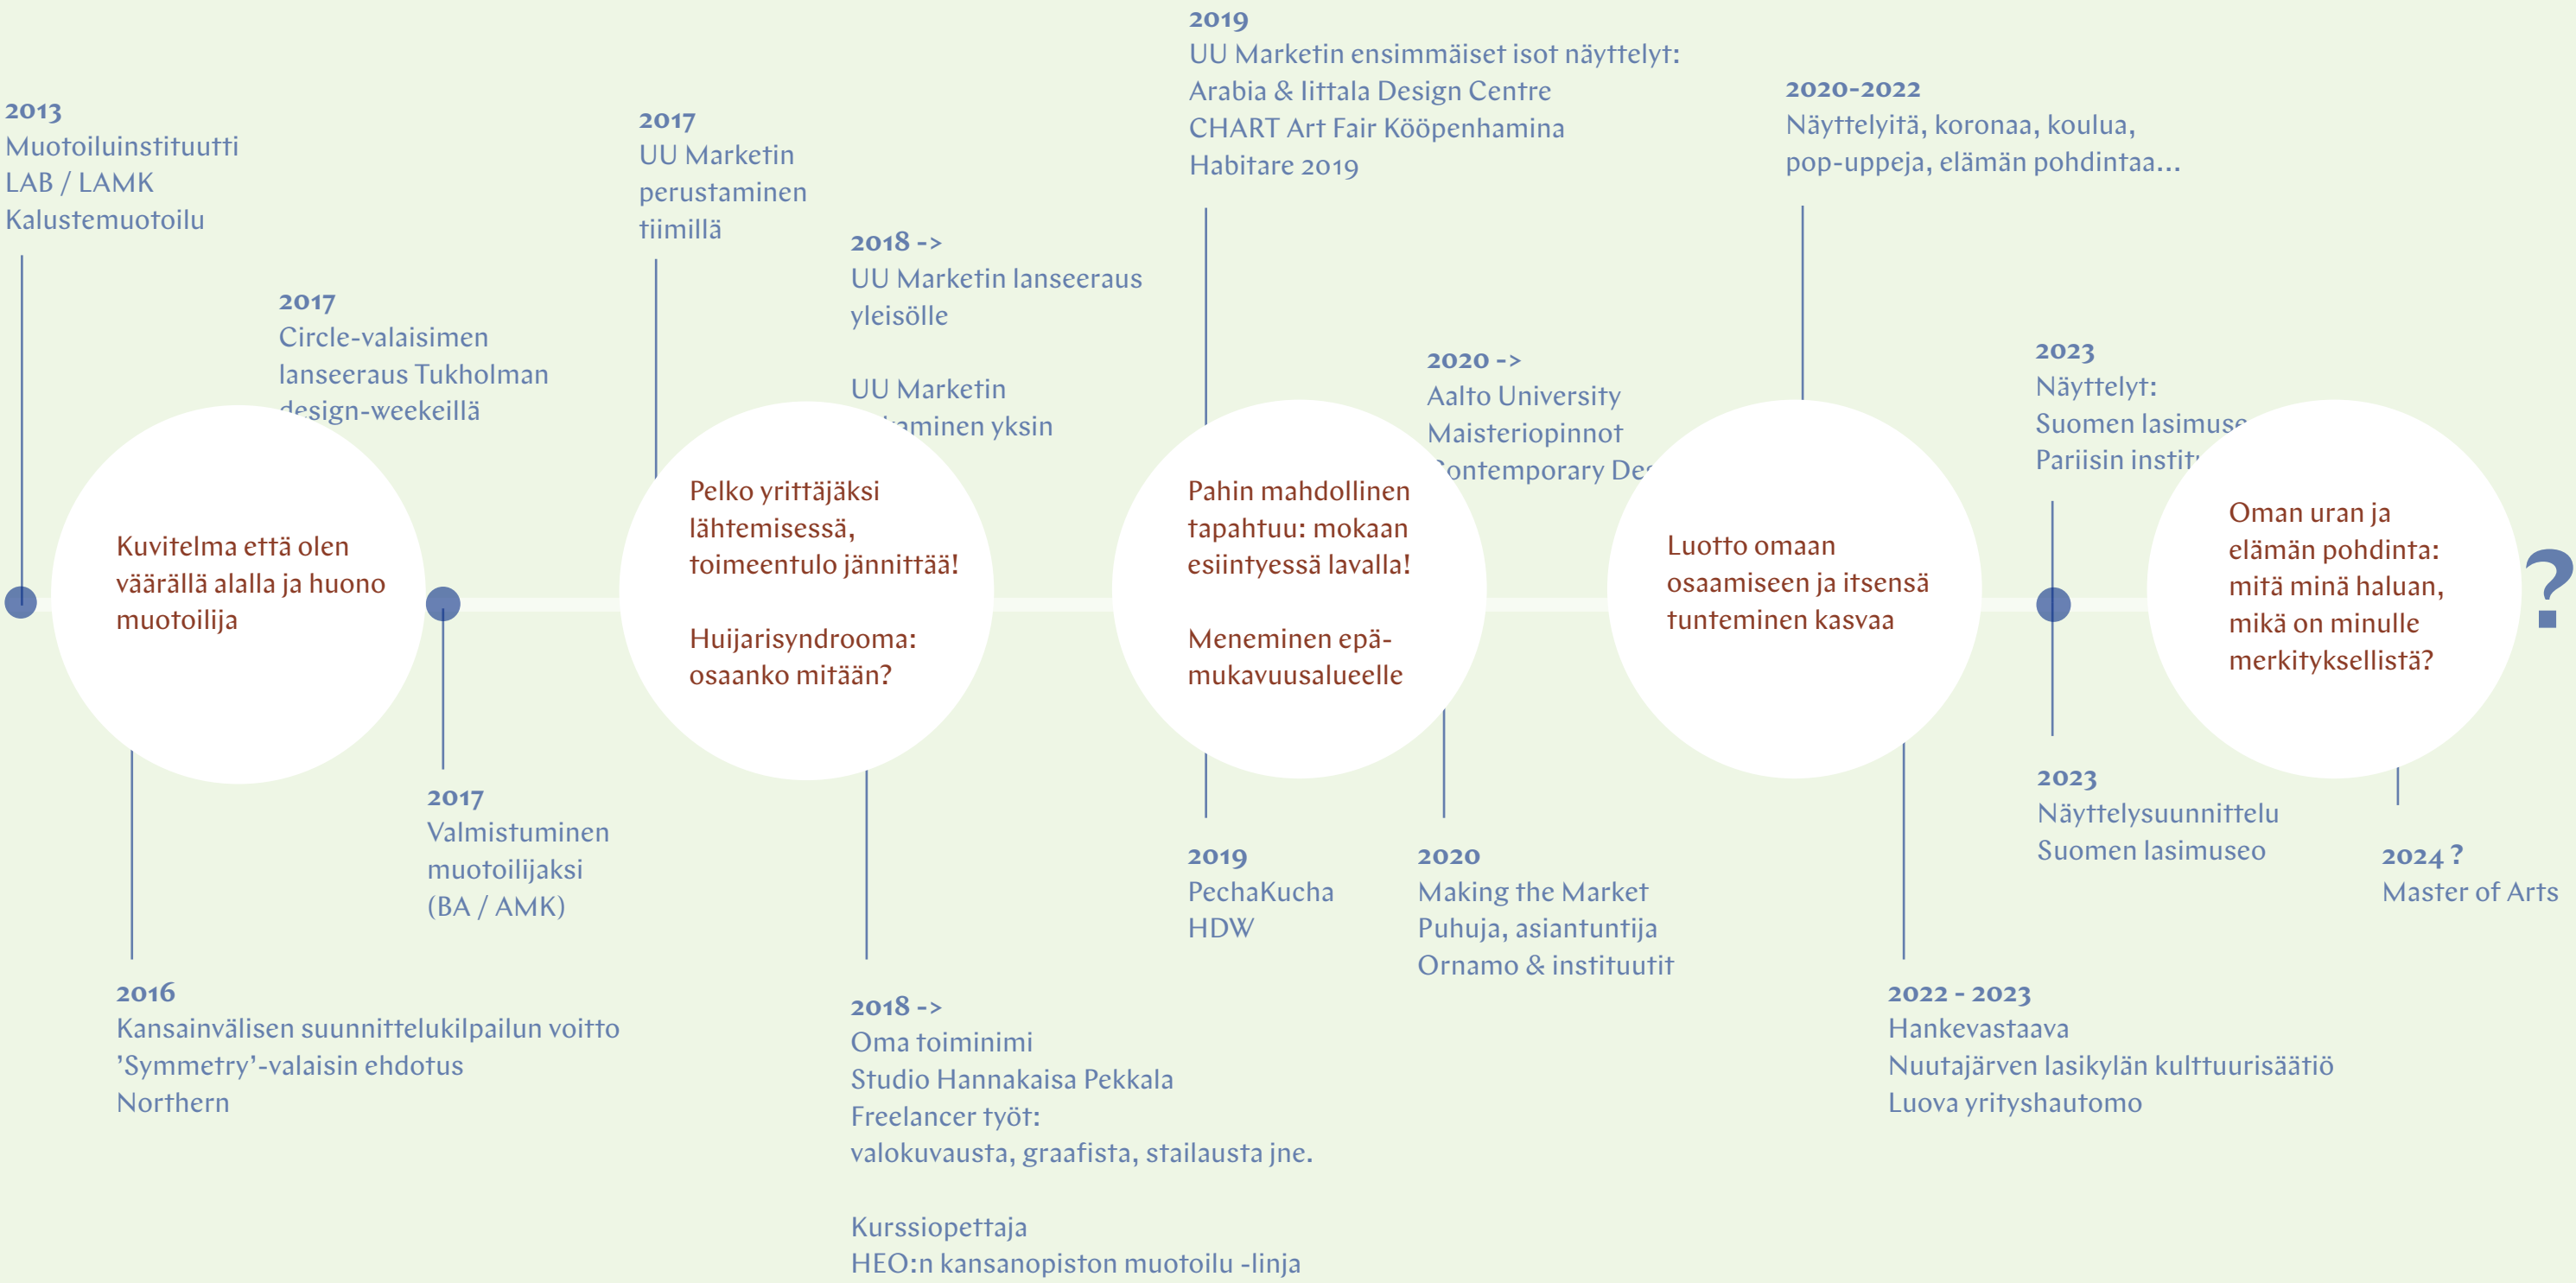 2013
Muotoiluinstituutti
LAB / LAMK
Kalustemuotoilu
2017
Circle-valaisimen
lanseeraus Tukholman
design-weekeillä
2017
UU Marketin
perustaminen
tiimillä
2018 ->
UU Marketin lanseeraus
yleisölle
UU Marketin
yksin
2019
UU Marketin ensimmäiset isot näyttelyt:
Arabia & Iittala Design Centre
CHART Art Fair Kööpenhamina
Habitare 2019
2020 ->
Aalto University
Maisteriopinnot
2020-2022
Näyttelyitä, koronaa, koulua,
pop-uppeja, elämän pohdintaa...
2023
Näyttelyt:
Suomen
Pariisin
Kuvitelma että olen
väärällä alalla ja huono
muotoilija
Pelko yrittäjäksi
lähtemisessä,
toimeentulo jännittää!
Huijarisyndrooma:
osaanko mitään?
Pahin mahdollinen
tapahtuu: mokaan
esiintyessä lavalla!
Meneminen epä-
mukavuusalueelle
Luotto omaan
osaamiseen ja itsensä
tunteminen kasvaa
Oman uran ja
elämän pohdinta:
mitä minä haluan,
mikä on minulle
merkityksellistä?
?
2016
Kansainvälisen suunnittelukilpailun voitto
’Symmetry’-valaisin ehdotus
Northern
2017
Valmistuminen
muotoilijaksi
(BA / AMK)
2018 ->
Oma toiminimi
Studio Hannakaisa Pekkala
Freelancer työt:
valokuvausta, graafista, stailausta jne.
Kurssiopettaja
HEO:n kansanopiston muotoilu -linja
2019
PechaKucha
HDW
2020
Making the Market
Puhuja, asiantuntija
Ornamo & instituutit
2022 - 2023
Hankevastaava
Nuutajärven lasikylän kulttuurisäätiö
Luova yrityshautomo
2023
Näyttelysuunnittelu
Suomen lasimuseo
2024 ?
Master of Arts